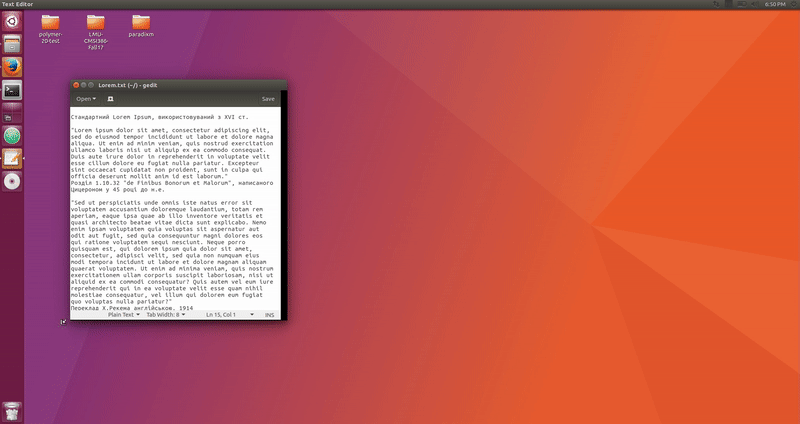 Text Editor
6:50 PM
polymer-
20-test
LMU-
CMSI386-
Fall17
paradixm
Lorem.txt (~/) - gedit
Open
Save
Стандартний Lorem Ipsum, використовуваний з XVI ст.
"Lorem ipsum dolor sit amet, consectetur adipiscing elit,
sed do eiusmod tempor incididunt ut labore et dolore magna
aliqua. Ut enim ad minim veniam, quis nostrud exercitation
ullamco laboris nisi ut aliquip ex ea commodo consequat.
Duis aute irure dolor in reprehenderit in voluptate velit
esse cillum dolore eu fugiat nulla pariatur. Excepteur
sint occaecat cupidatat non proident, sunt in culpa qui
officia deserunt mollit anim id est laborum."
Розділ 1.10.32 "de Finibus Bonorum et Malorum", написаного
Цицероном у 45 році до н.е.
"Sed ut perspiciatis unde omnis iste natus error sit
voluptatem accusantium doloremque laudantium, totam rem
aperiam, eaque ipsa quae ab illo inventore veritatis et
quasi architecto beatae vitae dicta sunt explicabo. Nemo
enim ipsam voluptatem quia voluptas sit aspernatur aut
odit aut fugit, sed quia consequuntur magni dolores eos
qui ratione voluptatem sequi nesciunt. Neque porro
quisquam est, qui dolorem ipsum quia dolor sit amet,
consectetur, adipisci velit, sed quia non numquam eius
modi tempora incidunt ut labore et dolore magnam aliquam
quaerat voluptatem. Ut enim ad minima veniam, quis nostrum
exercitationem ullam corporis suscipit laboriosam, nisi ut
aliquid ex ea commodi consequatur? Quis autem vel eum iure
reprehenderit qui in ea voluptate velit esse quam nihil
molestiae consequatur, vel illum qui dolorem eum fugiat
quo voluptas nulla pariatur?"
Переклад Х.Рекема англійською, 1914
Plain Text
Tab Width: 8
Ln 15, Col 1
INS